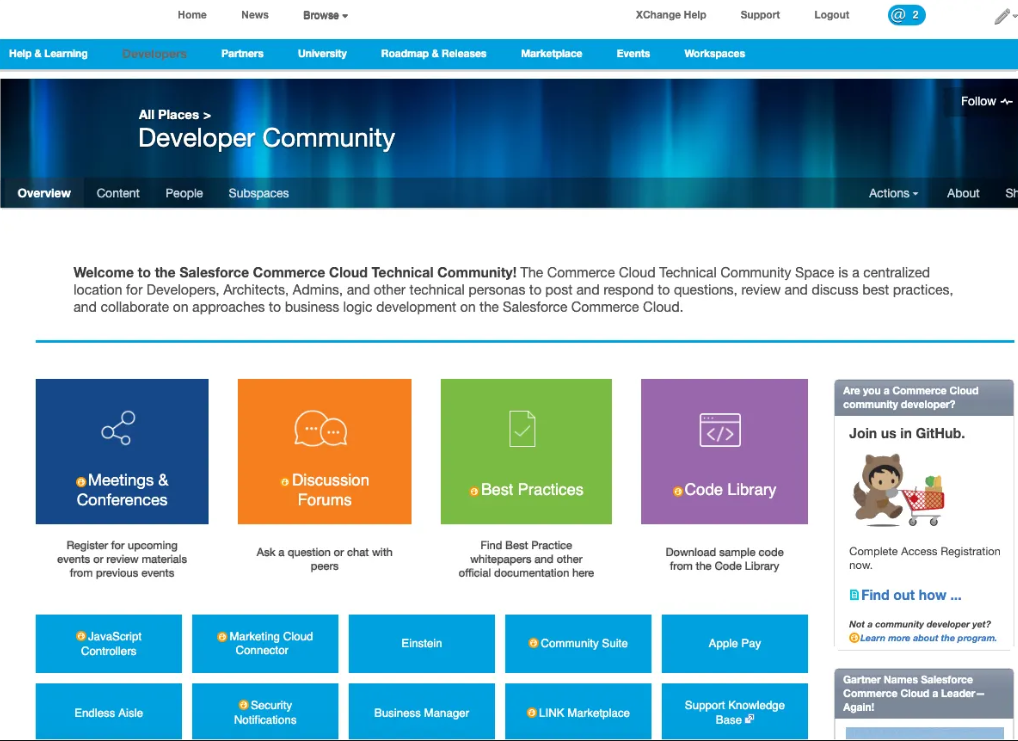 Home News Browse XChange Help Support Logout @ 2
Help & Learning Developers Partners University Roadmap & Releases Marketplace Events Workspaces
All Places >
Developer Community
Follow
Overview Content People Subspaces Actions About Sh
Welcome to the Salesforce Commerce Cloud Technical Community! The Commerce Cloud Technical Community Space is a centralized
location for Developers, Architects, Admins, and other technical personas to post and respond to questions, review and discuss best practices,
and collaborate on approaches to business logic development on the Salesforce Commerce Cloud.
Meetings &
Conferences
Register for upcoming
events or review materials
from previous events
Discussion
Forums
Ask a question or chat with
peers
Best Practices
Find Best Practice
whitepapers and other
official documentation here
Code Library
Download sample code
from the Code Library
JavaScript
Controllers
Marketing Cloud
Connector
Einstein
Community Suite
Apple Pay
Endless Aisle
Security
Notifications
Business Manager
LINK Marketplace
Support Knowledge
Base
Are you a Commerce Cloud
community developer?
Join us in GitHub.
Complete Access Registration
now.
Find out how ...
Not a community developer yet?
Learn more about the program.
Gartner Names Salesforce
Commerce Cloud a Leader—
Again!